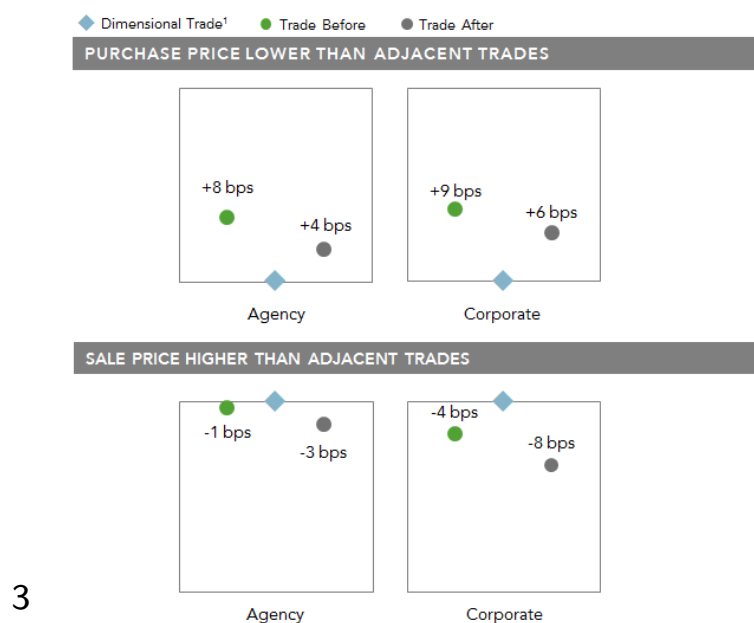 Dimensional Trade¹ Trade Before Trade After
PURCHASE PRICE LOWER THAN ADJACENT TRADES
+8 bps
+4 bps
+9 bps
+6 bps
Agency Corporate
SALE PRICE HIGHER THAN ADJACENT TRADES
-1 bps
-3 bps
-4 bps
-8 bps
Agency Corporate
3